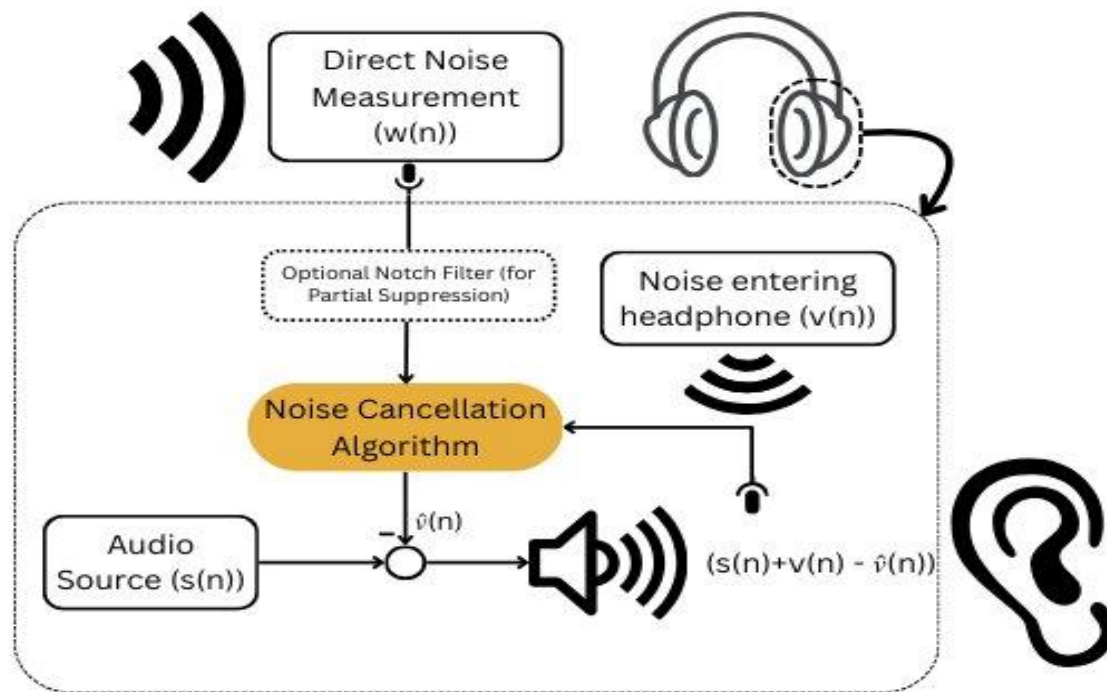 Direct Noise
Measurement
(w(n))
Optional Notch Filter (for
Partial Suppression)
Noise entering
headphone (v(n))
Noise Cancellation
Algorithm
-
v̂(n)
Audio
Source (s(n))
(s(n)+v(n) - v̂(n))